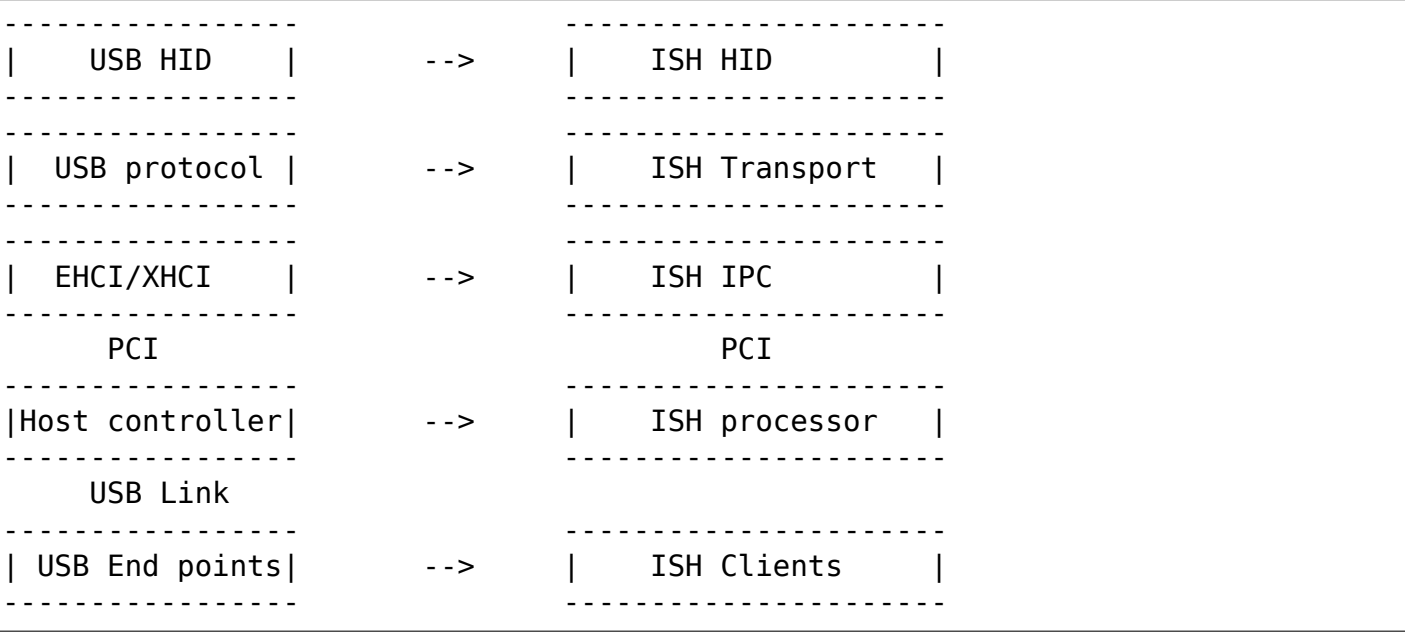 -----------------               ----------------------
|    USB HID    |       -->     |    ISH HID         |
-----------------               ----------------------
-----------------               ----------------------
|  USB protocol |       -->     |    ISH Transport   |
-----------------               ----------------------
-----------------               ----------------------
|  EHCI/XHCI    |       -->     |    ISH IPC         |
-----------------               ----------------------
      PCI                                PCI
-----------------               ----------------------
|Host controller|       -->     |    ISH processor   |
-----------------               ----------------------
     USB Link
-----------------               ----------------------
| USB End points|       -->     |    ISH Clients     |
-----------------               ----------------------